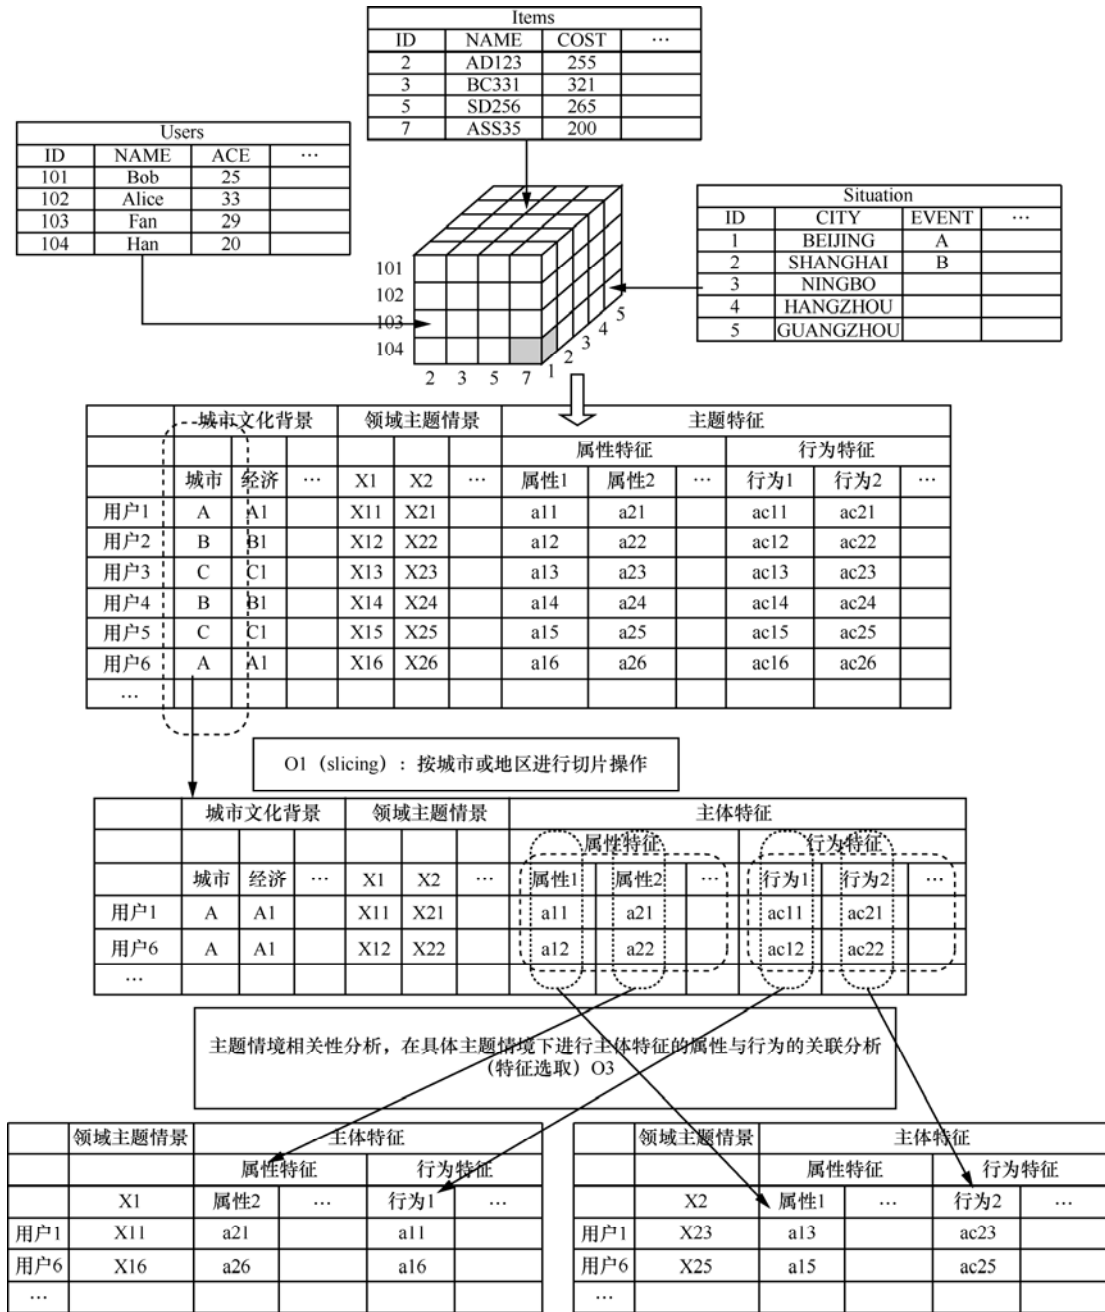 Items
ID NAME COST …
2 AD123 255
3 BC331 321
5 SD256 265
7 ASS35 200
Users
ID NAME ACE …
101 Bob 25
102 Alice 33
103 Fan 29
104 Han 20
Situation
ID CITY EVENT …
1 BEIJING A
2 SHANGHAI B
3 NINGBO
4 HANGZHOU
5 GUANGZHOU
101
102
103
104
2 3 5 7
1 2 3 4 5
城市文化背景 领域主题情景 主题特征
属性特征 行为特征
城市 经济 … X1 X2 … 属性1 属性2 … 行为1 行为2 …
用户1 A A1 X11 X21 a11 a21 ac11 ac21
用户2 B B1 X12 X22 a12 a22 ac12 ac22
用户3 C C1 X13 X23 a13 a23 ac13 ac23
用户4 B B1 X14 X24 a14 a24 ac14 ac24
用户5 C C1 X15 X25 a15 a25 ac15 ac25
用户6 A A1 X16 X26 a16 a26 ac16 ac26
…
O1（slicing）：按城市或地区进行切片操作
城市文化背景 领域主题情景 主体特征
属性特征 行为特征
城市 经济 … X1 X2 … 属性1 属性2 … 行为1 行为2 …
用户1 A A1 X11 X21 a11 a21 ac11 ac21
用户6 A A1 X12 X22 a12 a22 ac12 ac22
…
主题情境相关性分析，在具体主题情境下进行主体特征的属性与行为的关联分析
（特征选取）O3
领域主题情景 主体特征
属性特征 行为特征
X1 属性2 … 行为1 …
用户1 X11 a21 a11
用户6 X16 a26 a16
…
领域主题情景 主体特征
属性特征 行为特征
X2 属性1 … 行为2 …
用户1 X23 a13 ac23
用户6 X25 a15 ac25
…